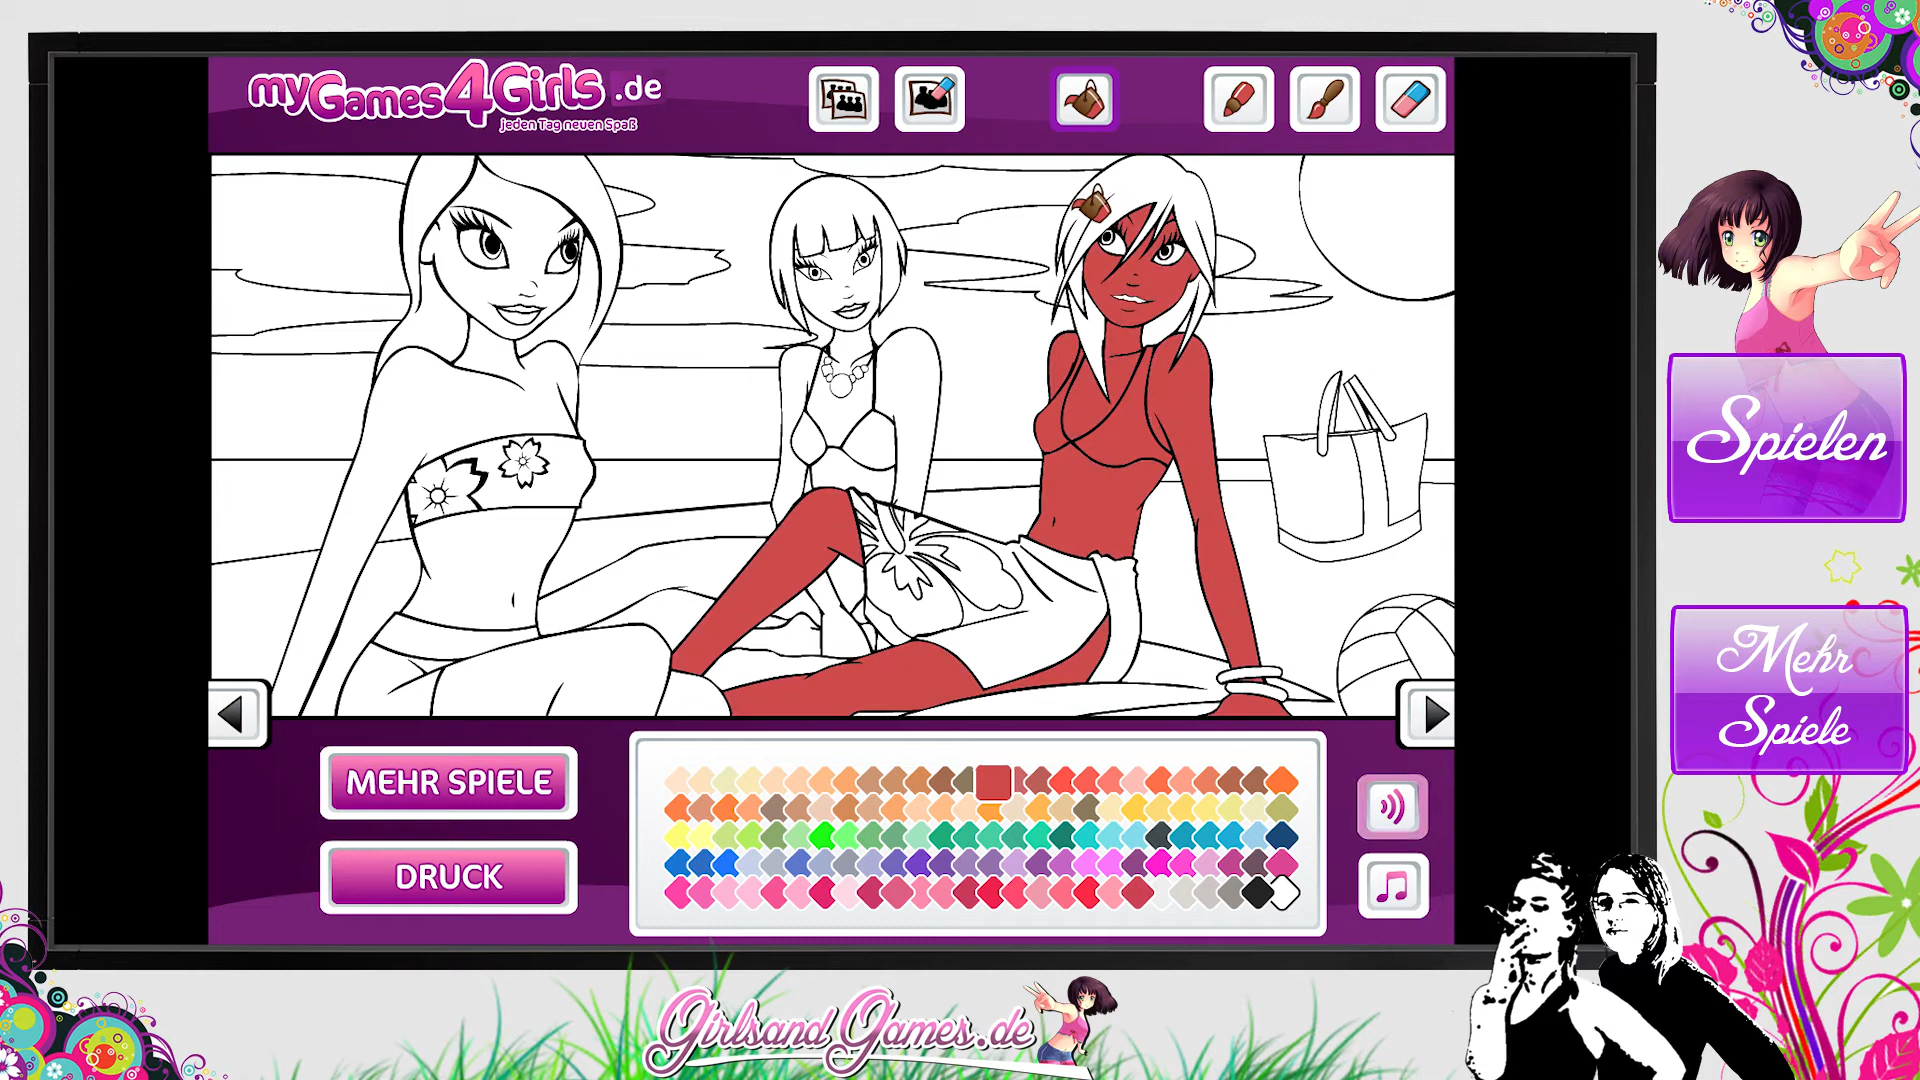 myGames4Girls.de
jeden Tag neuen Spaß
Spielen
Mehr
Spiele
MEHR SPIELE
DRUCK
GirlsandGames.de